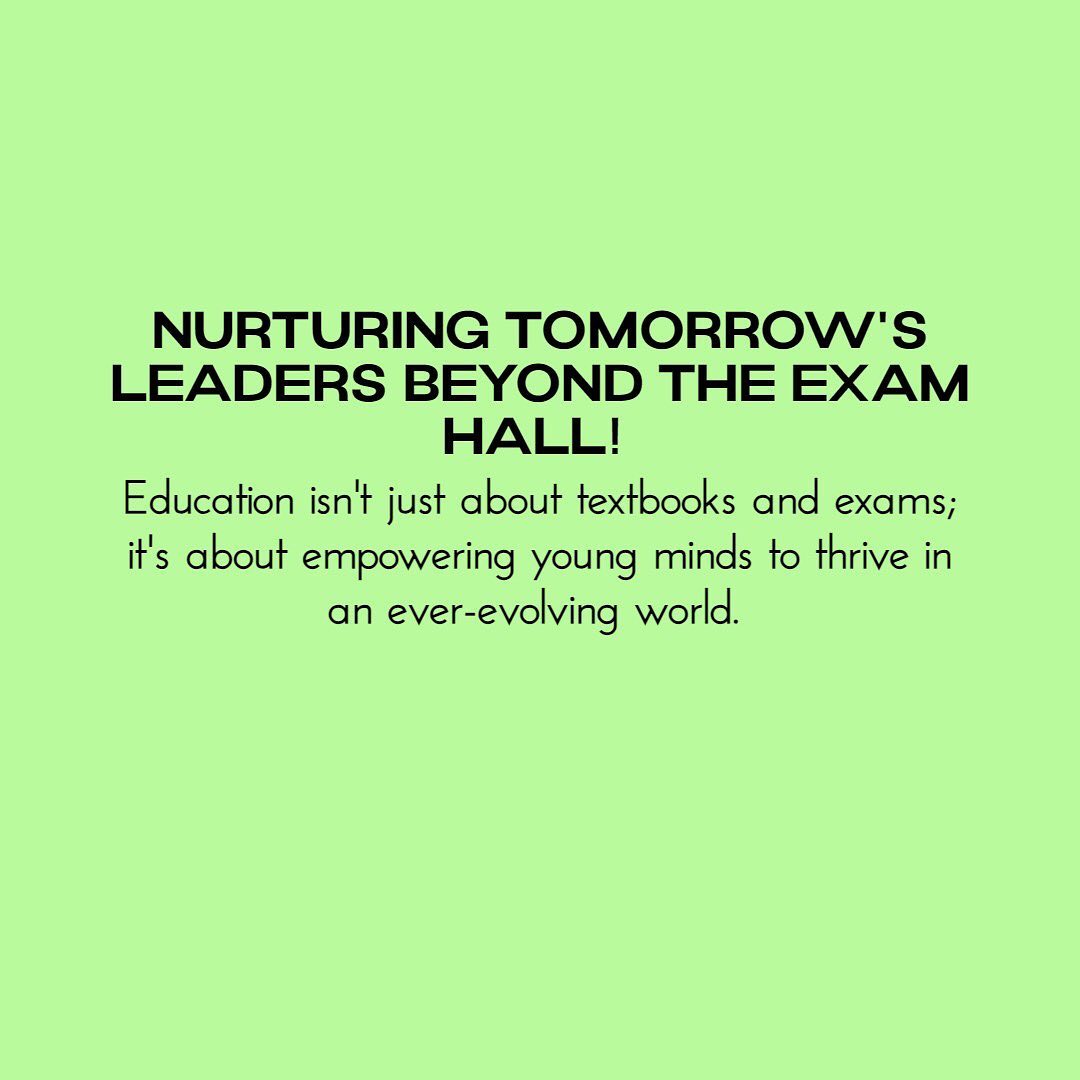 NURTURING TOMORROW'S
LEADERS BEYOND THE EXAM
HALL!
Education isn't just about textbooks and exams;
it's about empowering young minds to thrive in
an ever-evolving world.